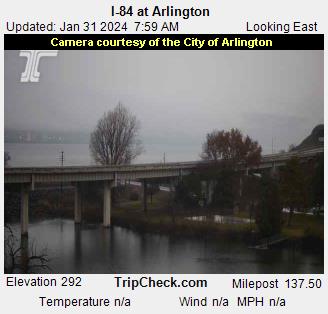 I-84 at Arlington
Updated: Jan 31 2024 7:59 AM Looking East
Camera courtesy of the City of Arlington
Elevation 292 TripCheck.com Milepost 137.50
Temperature n/a Wind n/a MPH n/a